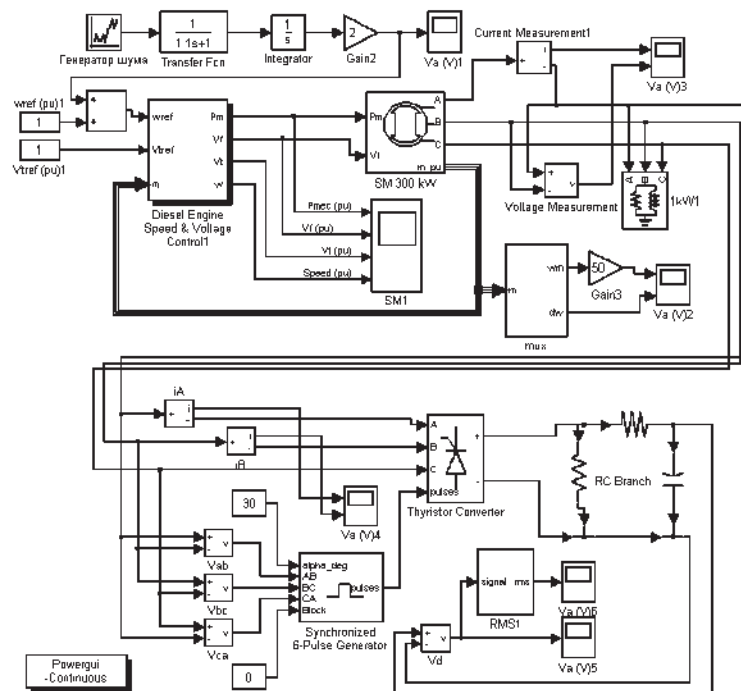 Генератор шума
1
1 1s+1
Transfer Fcn
1
s
Integrator
2
Gain2
Va (V)1
Current Measurement1
+
i
-
Va (V)3
wref (pu)1
1
+
+
Vtref (pu)1
1
wref
Vtref
m
Pm
Vf
Vt
w
Diesel Engine
Speed & Voltage
Control1
Pm
Vf
A
B
C
m_pu
SM 300 kW
+
-
v
Voltage Measurement
A
B
C
1kW1
Pmec (pu)
Vf (pu)
Vt (pu)
Speed (pu)
SM1
m
wm
dw
mux
50
Gain3
Va (V)2
iA
+
i
-
iB
+
i
-
Va (V)4
A
B
C
pulses
+
-
Thyristor Converter
RC Branch
30
+
-
v
Vab
+
-
v
Vbc
+
-
v
Vca
alpha_deg
AB
BC
CA
Block
pulses
Synchronized
6-Pulse Generator
0
signal
rms
RMS1
Va (V)6
+
-
v
Vd
Va (V)5
Powergui
-Continuous